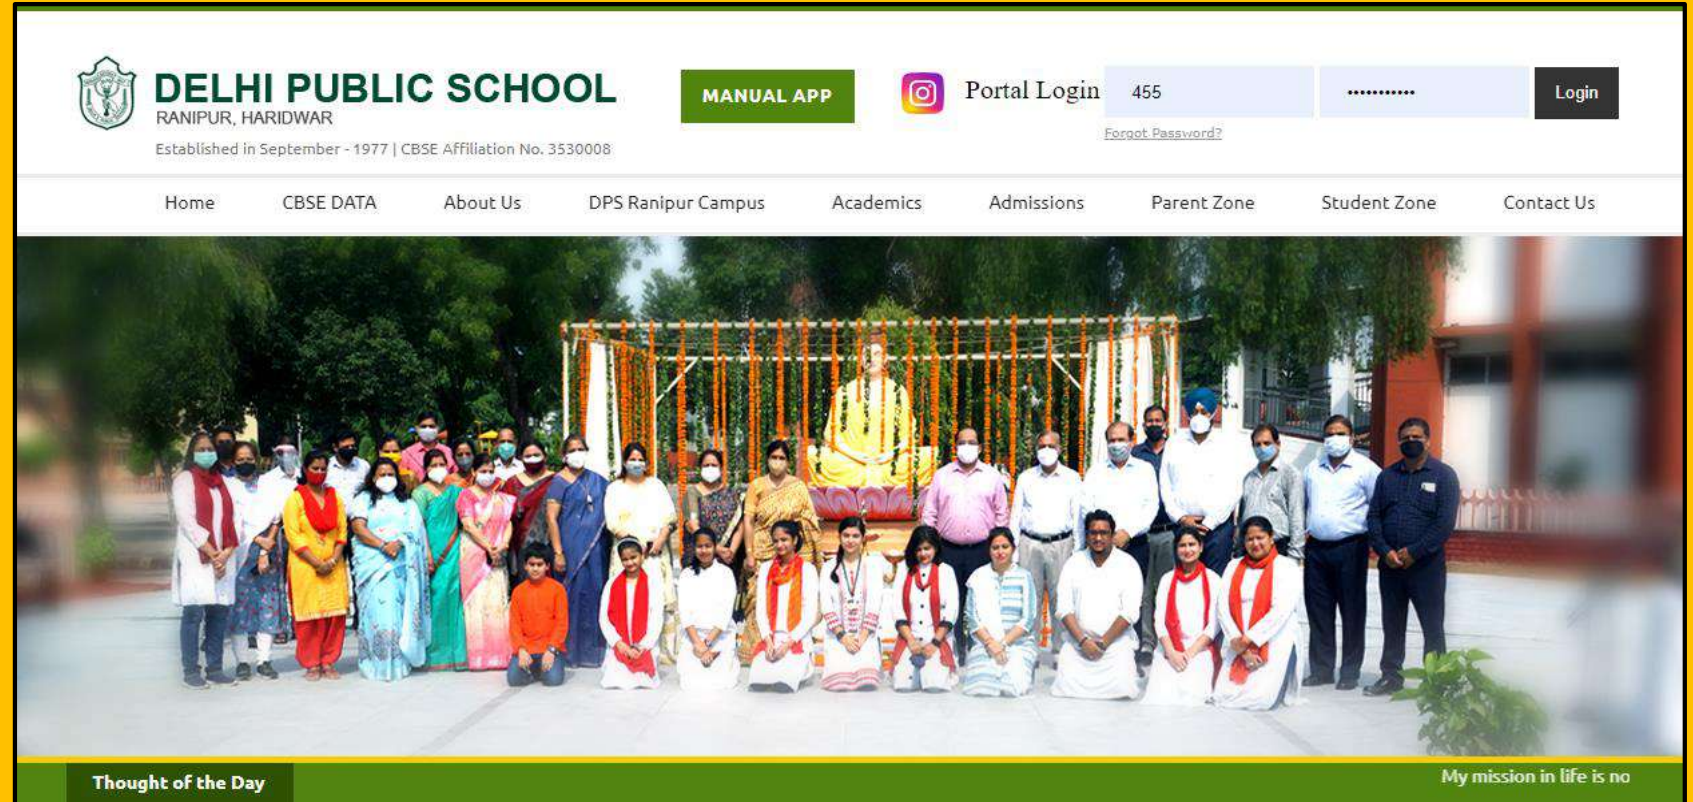 DELHI PUBLIC SCHOOL
RANIPUR, HARIDWAR
Established in September - 1977 | CBSE Affiliation No. 3530008
MANUAL APP
Portal Login
455
•••••••••••
Login
Forgot Password?
Home CBSE DATA About Us DPS Ranipur Campus Academics Admissions Parent Zone Student Zone Contact Us
Thought of the Day
My mission in life is no